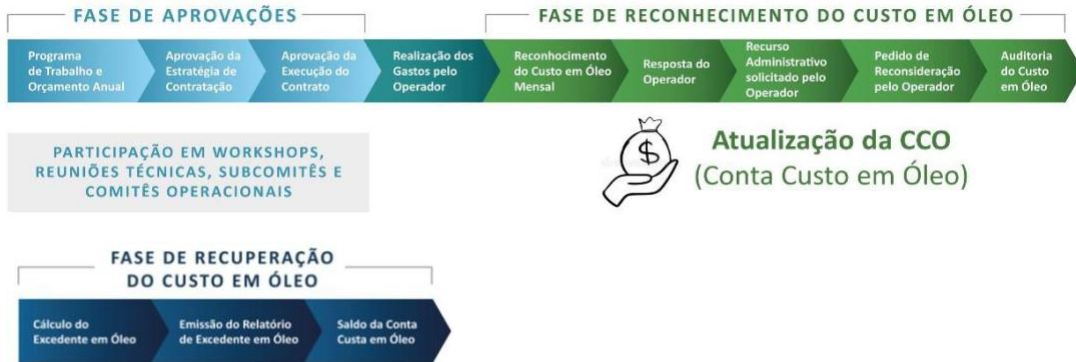 FASE DE APROVAÇÕES
FASE DE RECONHECIMENTO DO CUSTO EM ÓLEO
Programa
de Trabalho e
Orçamento Anual
Aprovação da
Estratégia de
Contratação
Aprovação da
Execução do
Contrato
Realização dos
Gastos pelo
Operador
Reconhocimento
do Custo em Óleo
Mensal
Resposta do
Operador
Recurso
Administrativo
solicitado pelo
Operador
Pedido de
Reconsideração
pelo Operador
Auditoria
do Custo
em Óleo
PARTICIPAÇÃO EM WORKSHOPS,
REUNIÕES TÉCNICAS, SUBCOMITÊS E
COMITÊS OPERACIONAIS
$
Atualização da CCO
(Conta Custo em Óleo)
FASE DE RECUPERAÇÃO
DO CUSTO EM ÓLEO
Cálculo do
Excedente em Óleo
Emissão do Relatório
de Excedente em Óleo
Saldo da Conta
Custa em Óleo